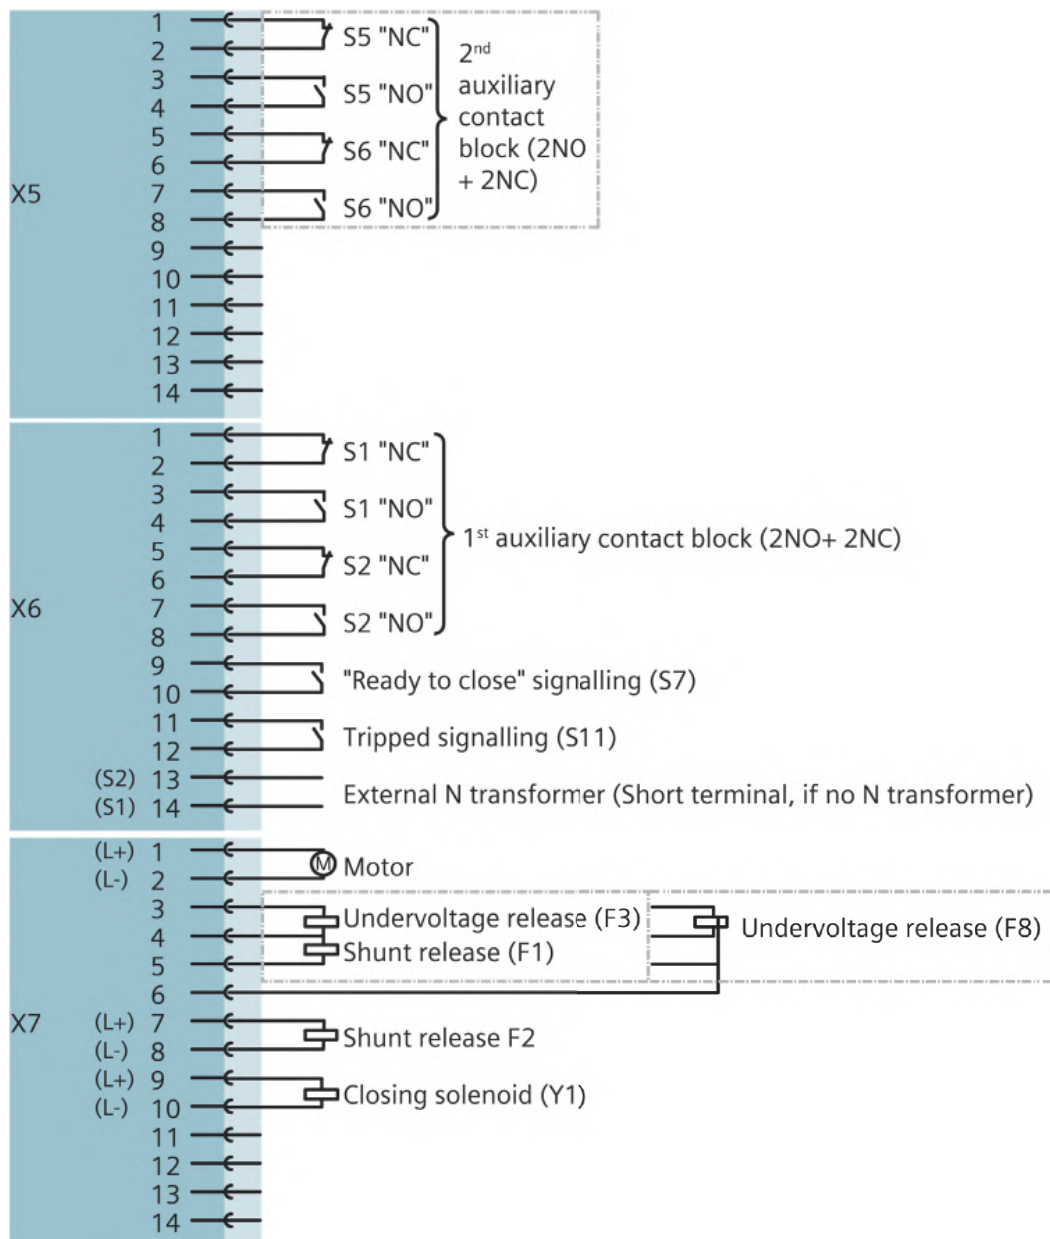 X5
1
2
3
4
5
6
7
8
9
10
11
12
13
14
S5 "NC"
S5 "NO"
S6 "NC"
S6 "NO"
2nd
auxiliary
contact
block (2NO
+ 2NC)
X6
1
2
3
4
5
6
7
8
9
10
11
12
(S2) 13
(S1) 14
S1 "NC"
S1 "NO"
S2 "NC"
S2 "NO"
1st auxiliary contact block (2NO+ 2NC)
"Ready to close" signalling (S7)
Tripped signalling (S11)
External N transformer (Short terminal, if no N transformer)
X7
(L+) 1
(L-) 2
3
4
5
6
(L+) 7
(L-) 8
(L+) 9
(L-) 10
11
12
13
14
M Motor
Undervoltage release (F3)
Shunt release (F1)
Undervoltage release (F8)
Shunt release F2
Closing solenoid (Y1)